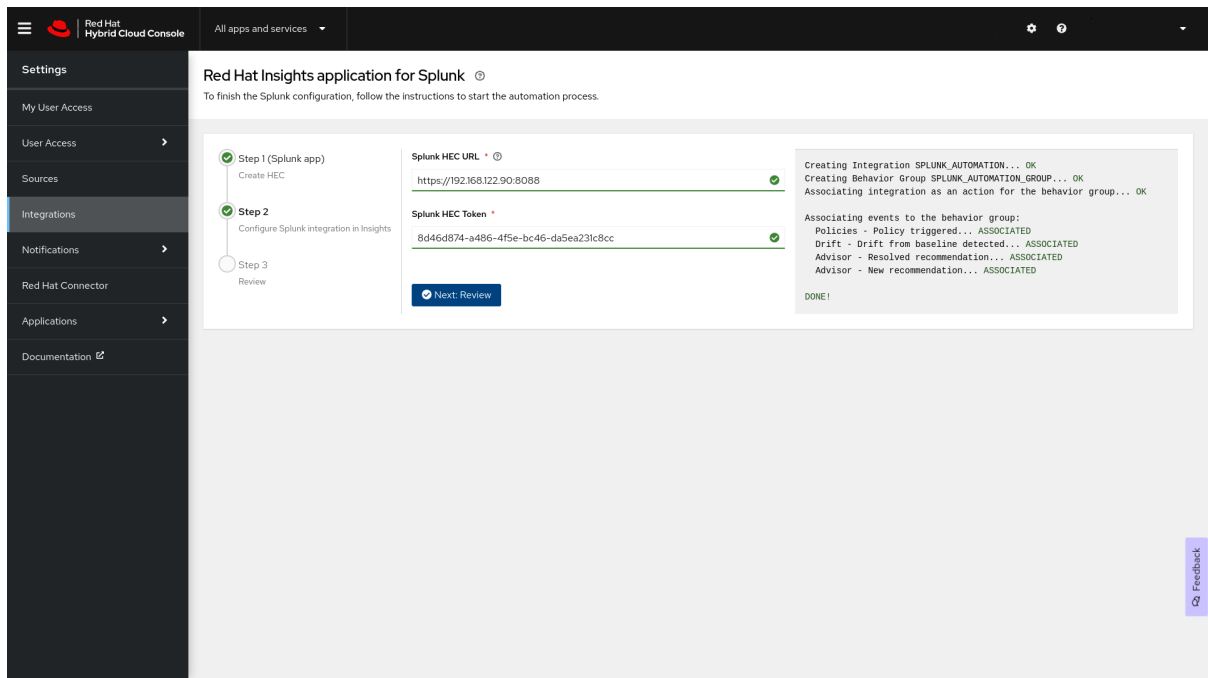 Red Hat
Hybrid Cloud Console
All apps and services
Settings
My User Access
User Access
Sources
Integrations
Notifications
Red Hat Connector
Applications
Documentation
Red Hat Insights application for Splunk
To finish the Splunk configuration, follow the instructions to start the automation process.
Step 1 (Splunk app)
Create HEC
Step 2
Configure Splunk integration in Insights
Step 3
Review
Splunk HEC URL *
https://192.168.122.90:8088
Splunk HEC Token *
8d46d874-a486-4f5e-bc46-da5ea231c8cc
Next: Review
Creating Integration SPLUNK_AUTOMATION... OK
Creating Behavior Group SPLUNK_AUTOMATION_GROUP... OK
Associating integration as an action for the behavior group... OK
Associating events to the behavior group:
Policies - Policy triggered... ASSOCIATED
Drift - Drift from baseline detected... ASSOCIATED
Advisor - Resolved recommendation... ASSOCIATED
Advisor - New recommendation... ASSOCIATED
DONE!
Feedback